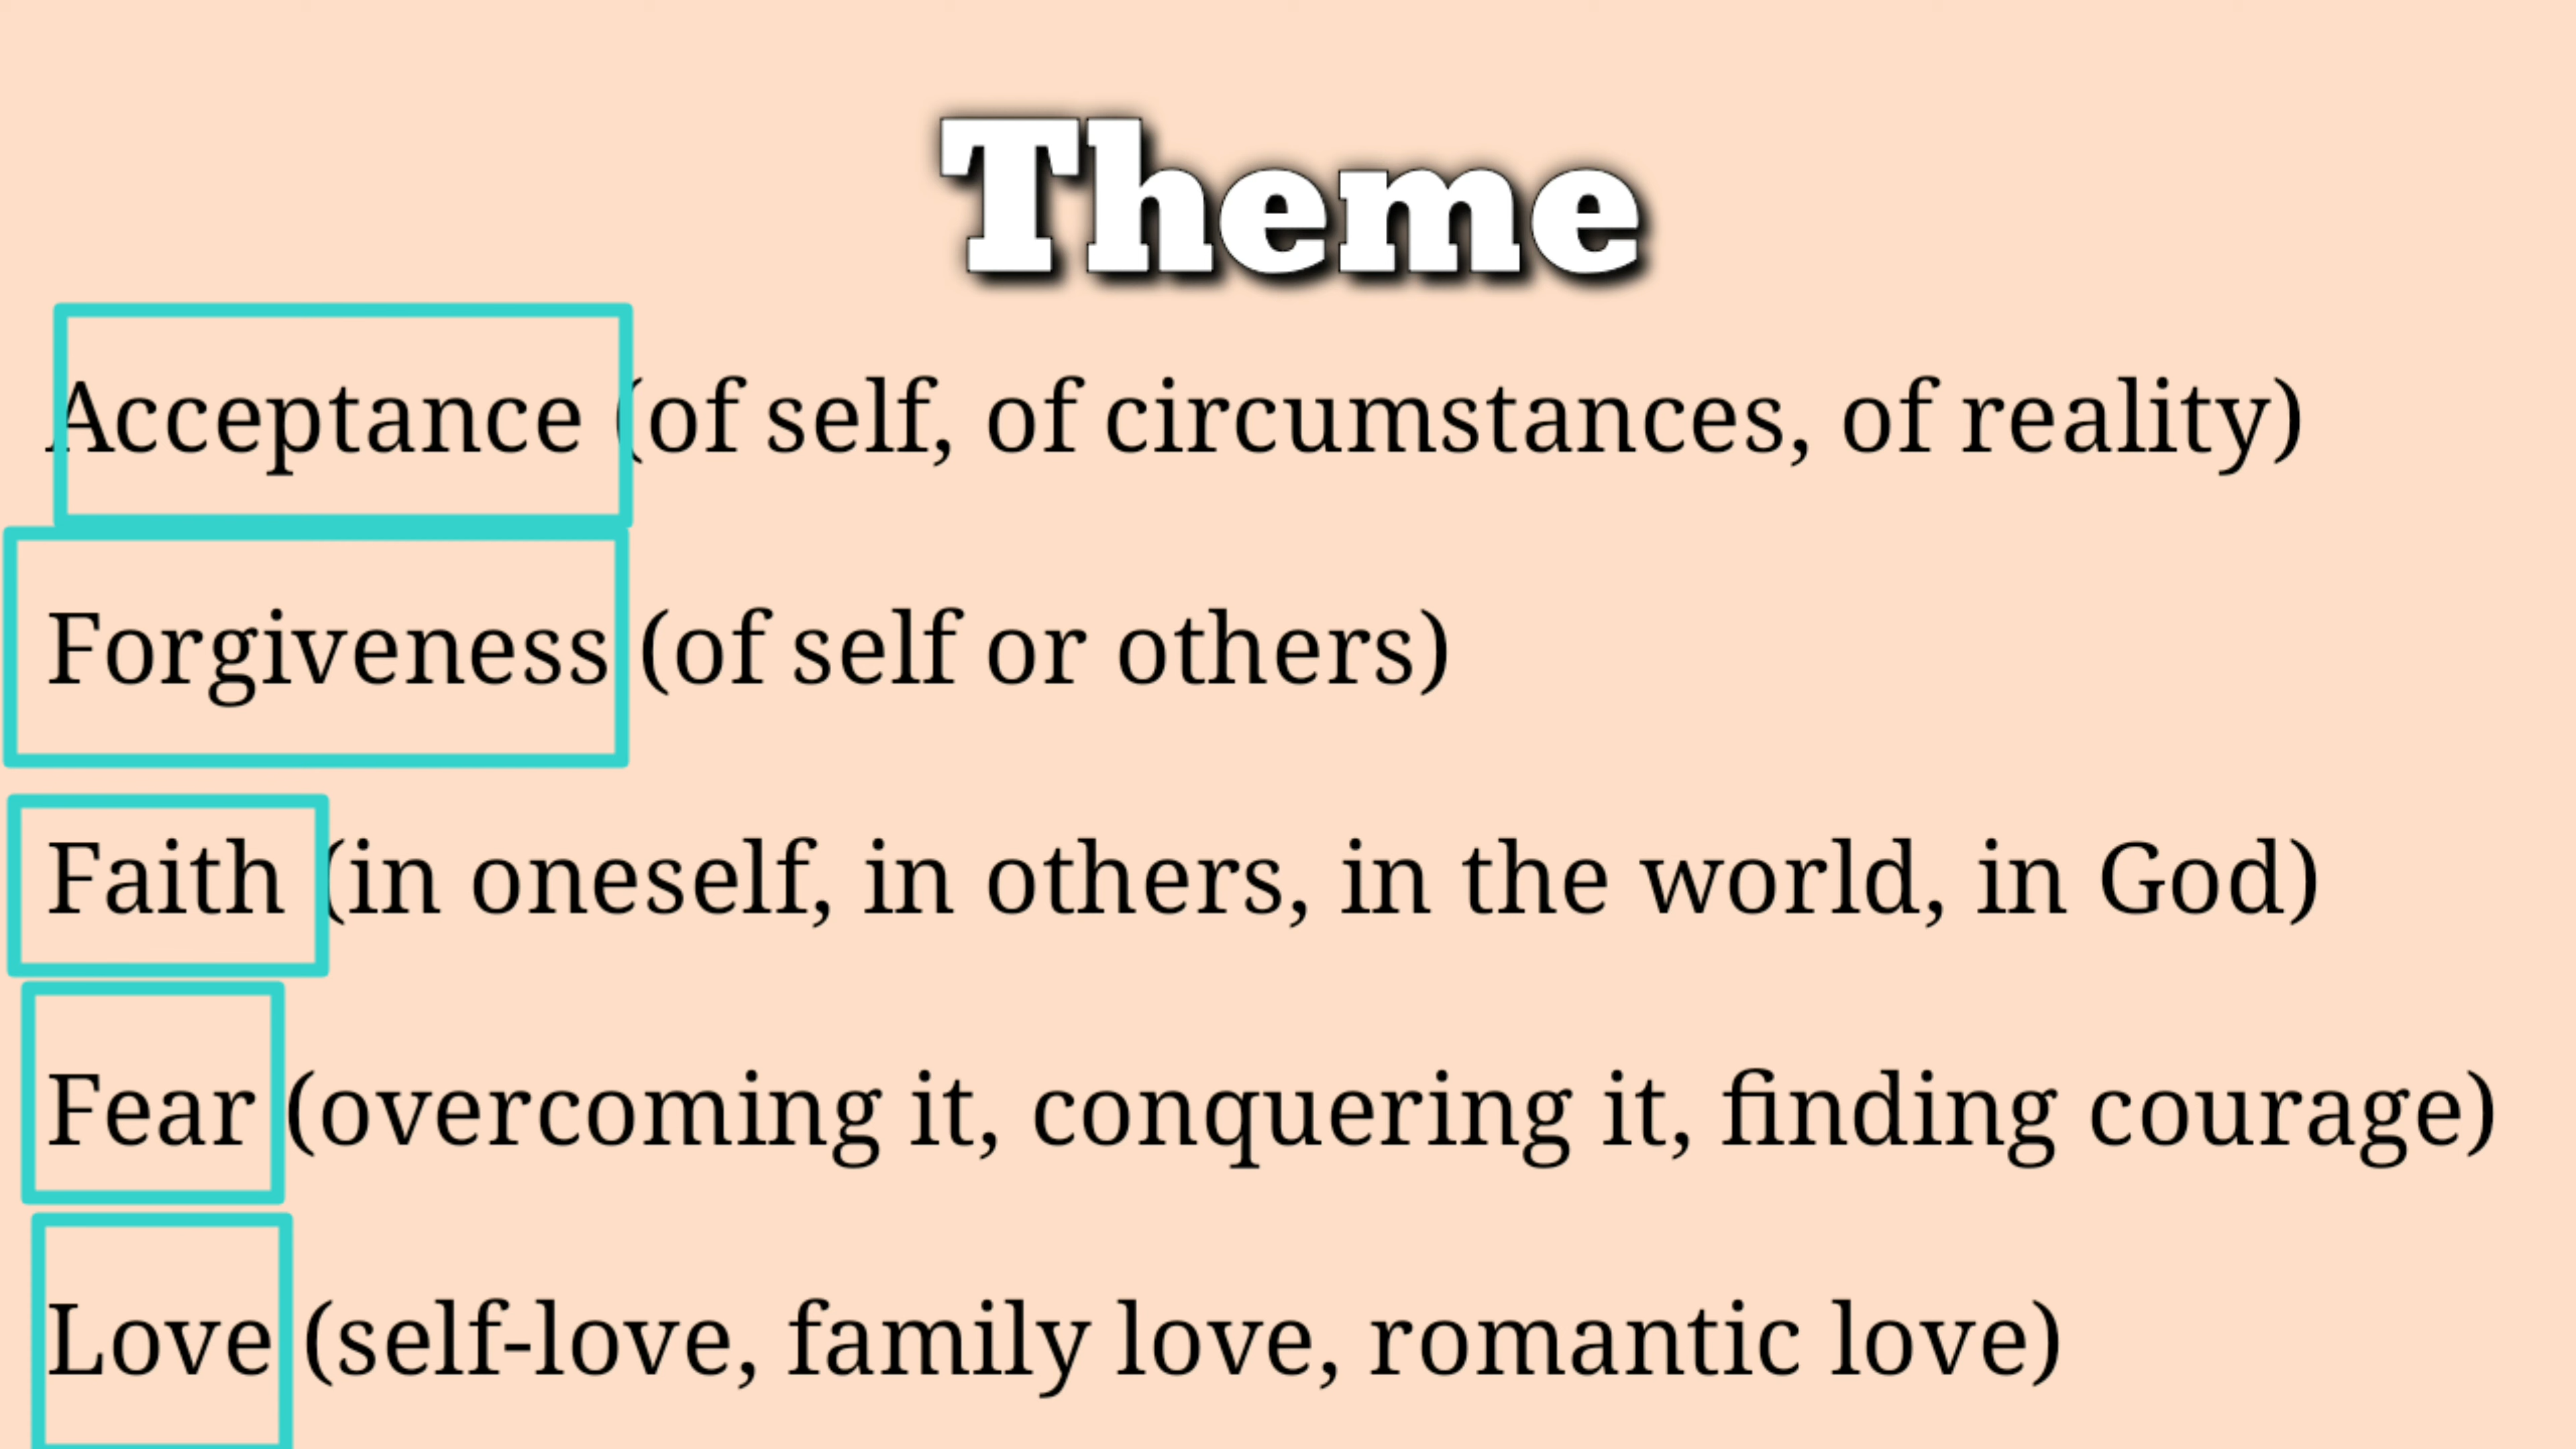 Theme
Acceptance (of self, of circumstances, of reality)
Forgiveness (of self or others)
Faith (in oneself, in others, in the world, in God)
Fear (overcoming it, conquering it, finding courage)
Love (self-love, family love, romantic love)